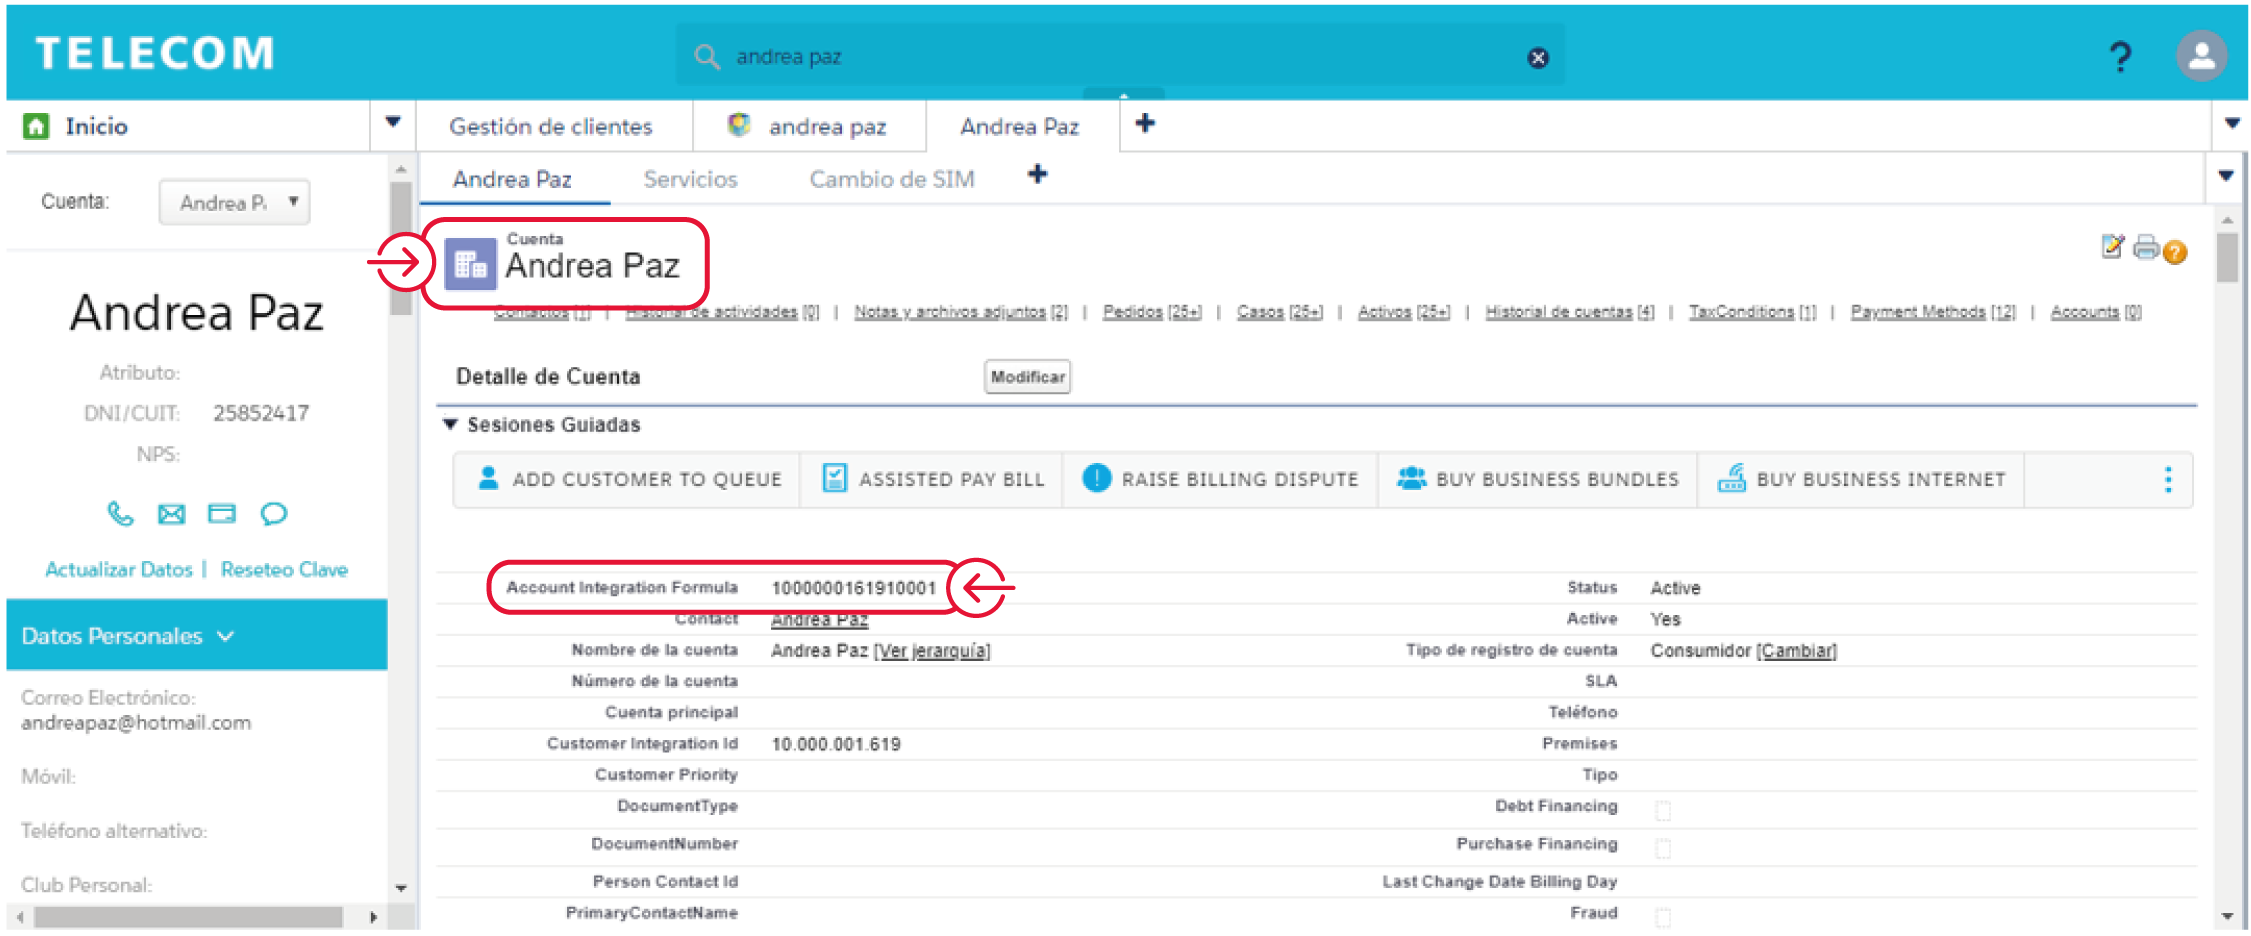 TELECOM
andrea paz
?
Inicio
Gestión de clientes
andrea paz
Andrea Paz
Cuenta:
Andrea P
Andrea Paz
Servicios
Cambio de SIM
Cuenta
Andrea Paz
Contactos [1] | Historial de actividades [0] | Notas y archivos adjuntos [2] | Pedidos [25+] | Casos [25+] | Activos [25+] | Historial de cuentas [4] | TaxConditions [1] | Payment Methods [12] | Accounts [0]
Andrea Paz
Atributo:
DNI/CUIT: 25852417
NPS:
Actualizar Datos | Reseteo Clave
Datos Personales
Correo Electrónico:
andreapaz@hotmail.com
Móvil:
Teléfono alternativo:
Club Personal:
Detalle de Cuenta
Modificar
Sesiones Guiadas
ADD CUSTOMER TO QUEUE
ASSISTED PAY BILL
RAISE BILLING DISPUTE
BUY BUSINESS BUNDLES
BUY BUSINESS INTERNET
Account Integration Formula 1000000161910001
Status Active
Contact Andrea Paz
Active Yes
Nombre de la cuenta Andrea Paz [Ver jerarquía]
Tipo de registro de cuenta Consumidor [Cambiar]
Número de la cuenta
SLA
Cuenta principal
Teléfono
Customer Integration Id 10.000.001.619
Premises
Customer Priority
Tipo
DocumentType
Debt Financing
DocumentNumber
Purchase Financing
Person Contact Id
Last Change Date Billing Day
PrimaryContactName
Fraud